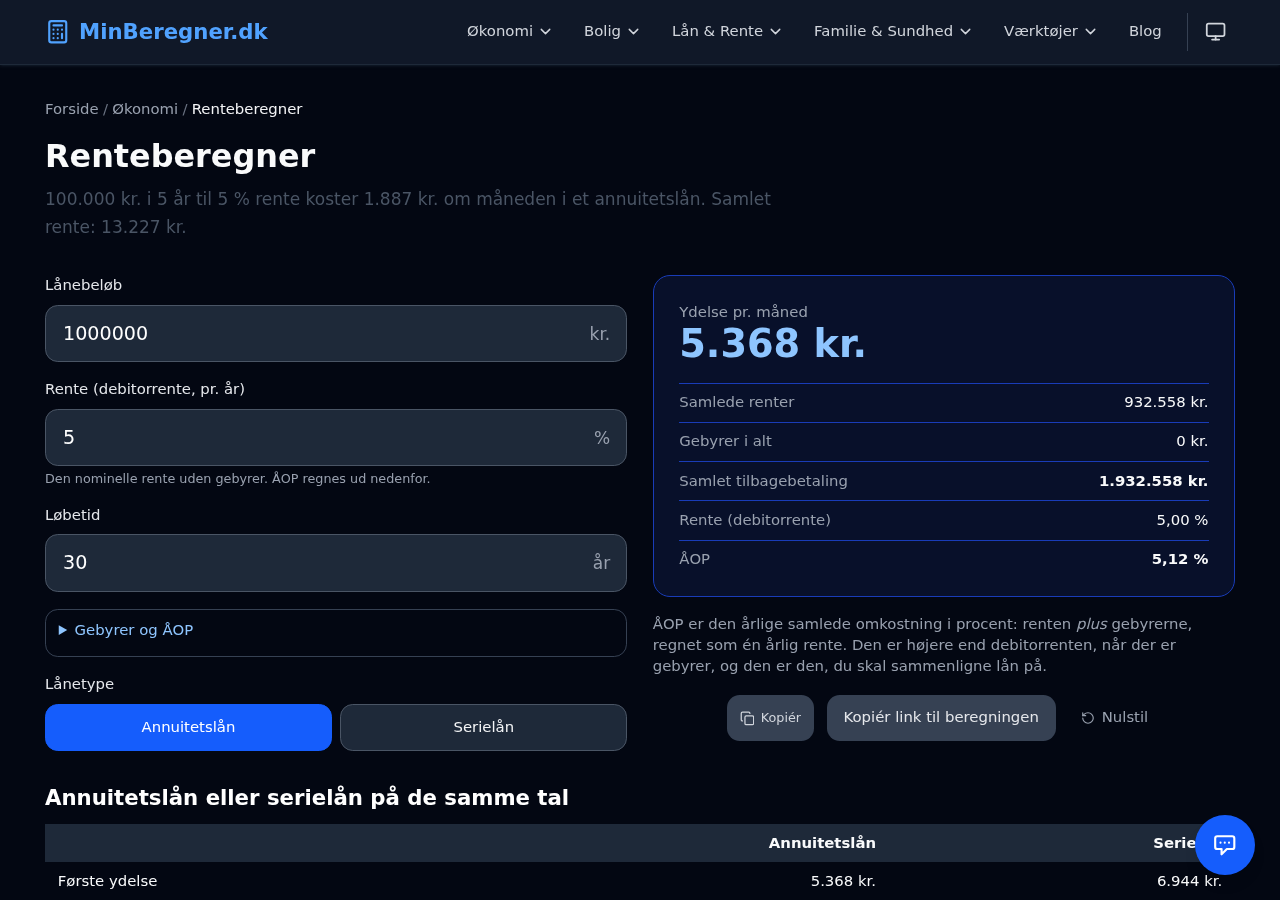 MinBeregner.dk
Økonomi
Bolig
Lån & Rente
Familie & Sundhed
Værktøjer
Blog
Forside / Økonomi / Renteberegner
Renteberegner
100.000 kr. i 5 år til 5 % rente koster 1.887 kr. om måneden i et annuitetslån. Samlet
rente: 13.227 kr.
Lånebeløb
1000000 kr.
Rente (debitorrente, pr. år)
5 %
Den nominelle rente uden gebyrer. ÅOP regnes ud nedenfor.
Løbetid
30 år
Gebyrer og ÅOP
Lånetype
Annuitetslån
Serielån
Ydelse pr. måned
5.368 kr.
Samlede renter 932.558 kr.
Gebyrer i alt 0 kr.
Samlet tilbagebetaling 1.932.558 kr.
Rente (debitorrente) 5,00 %
ÅOP 5,12 %
ÅOP er den årlige samlede omkostning i procent: renten plus gebyrerne,
regnet som én årlig rente. Den er højere end debitorrenten, når der er
gebyrer, og den er den, du skal sammenligne lån på.
Kopiér
Kopiér link til beregningen
Nulstil
Annuitetslån eller serielån på de samme tal
Annuitetslån
Første ydelse 5.368 kr. 6.944 kr.